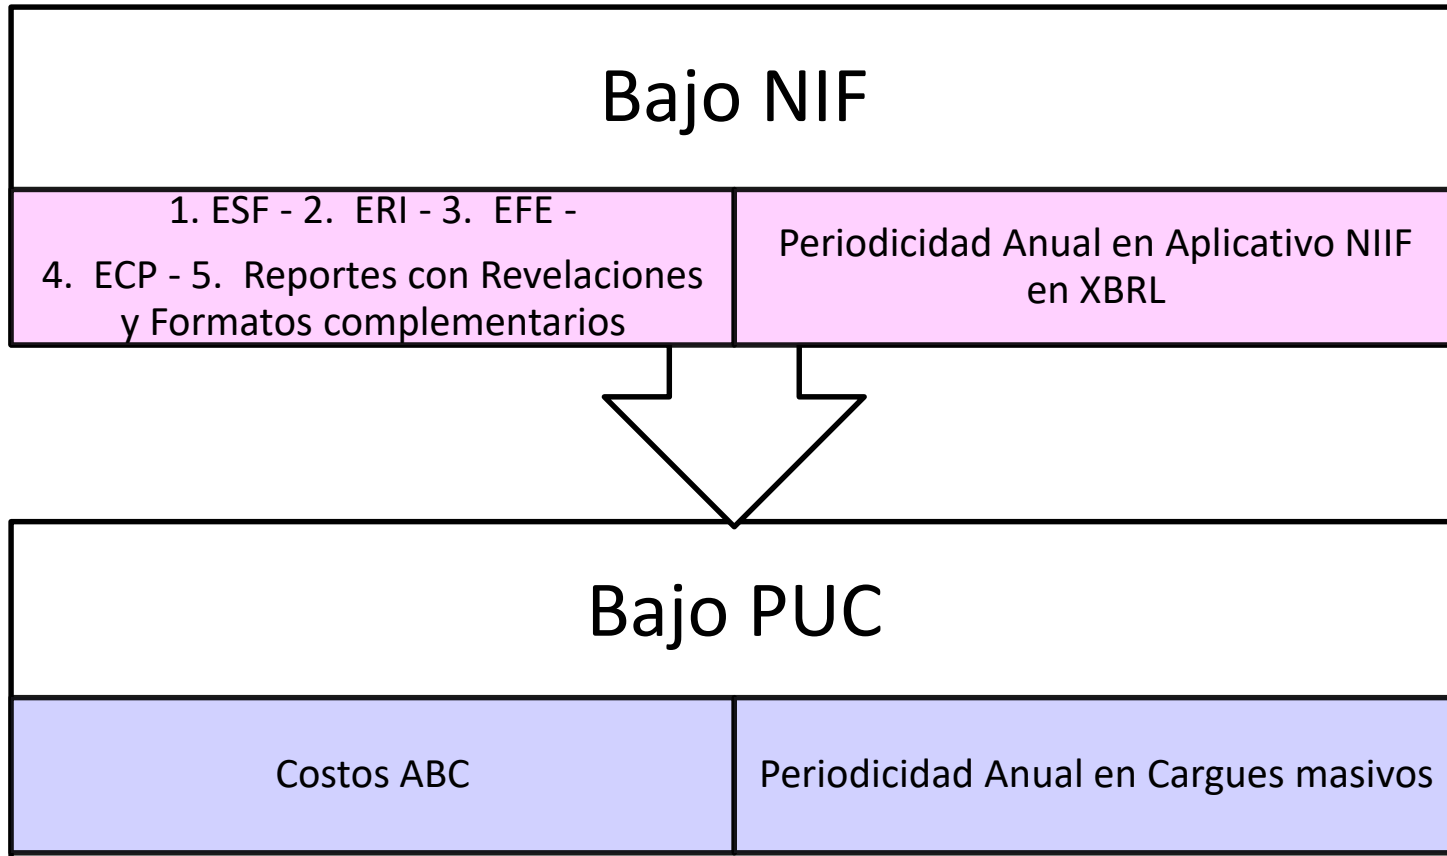 Bajo NIF
1. ESF - 2. ERI - 3. EFE -
4. ECP - 5. Reportes con Revelaciones
y Formatos complementarios
Periodicidad Anual en Aplicativo NIIF
en XBRL
Bajo PUC
Costos ABC
Periodicidad Anual en Cargues masivos